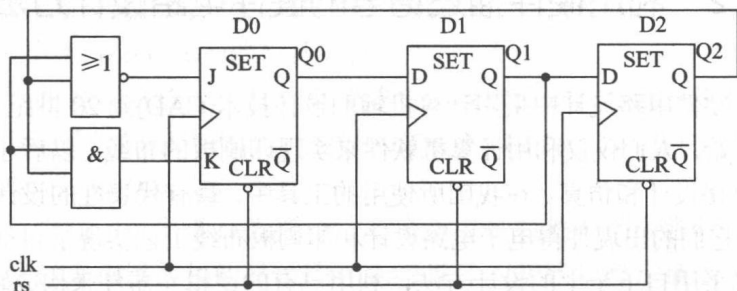 D0
D1
D2
≥1
&
J
SET
Q
Q0
K
CLR
Q̅
D
SET
Q
Q1
CLR
Q̅
D
SET
Q
Q2
CLR
Q̅
clk
rs